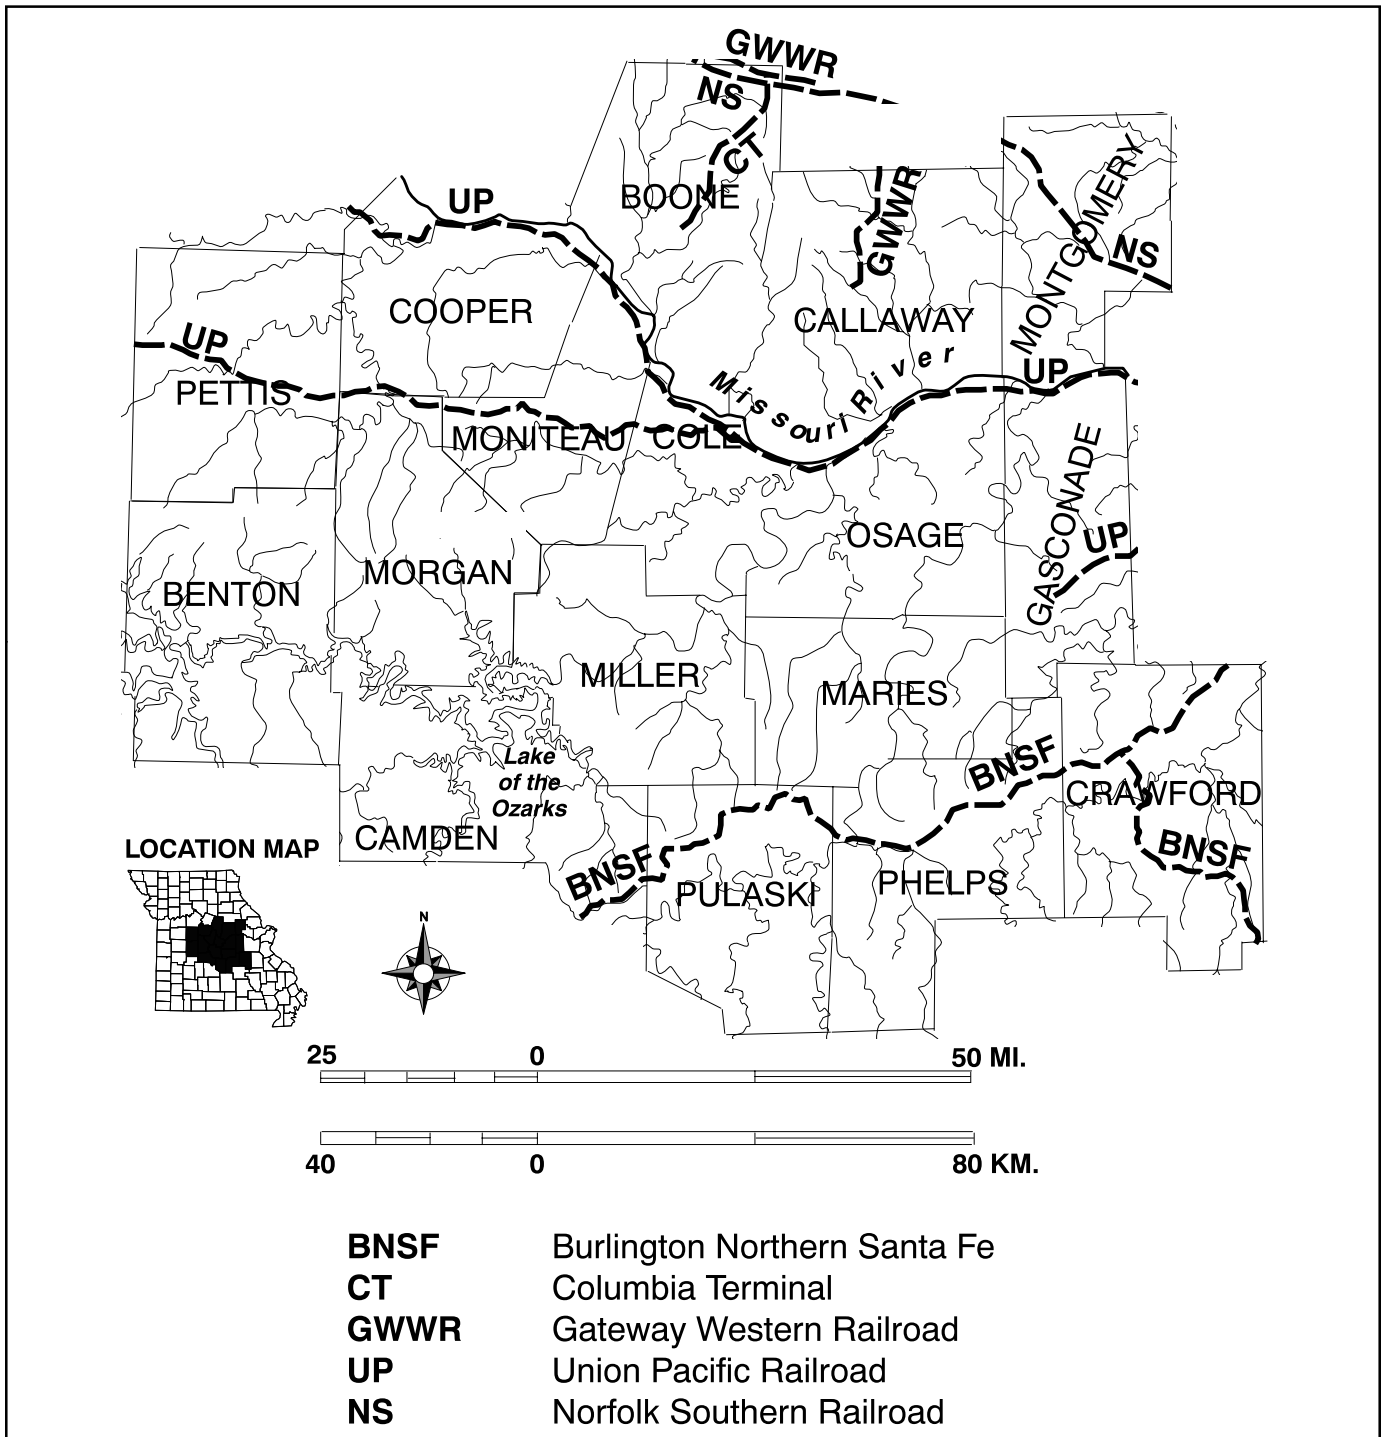 GWWR
NS
CT
BOONE
UP
GWWR
MONTGOMERY
NS
COOPER
CALLAWAY
UP
PETTIS
Missouri River
UP
MONITEAU
COLE
GASCONADE
OSAGE
UP
MORGAN
BENTON
MILLER
MARIES
Lake
of the
Ozarks
BNSF
CRAWFORD
CAMDEN
BNSF
BNSF
PULASKI
PHELPS
LOCATION MAP
N
25 0 50 MI.
40 0 80 KM.
BNSF Burlington Northern Santa Fe
CT Columbia Terminal
GWWR Gateway Western Railroad
UP Union Pacific Railroad
NS Norfolk Southern Railroad